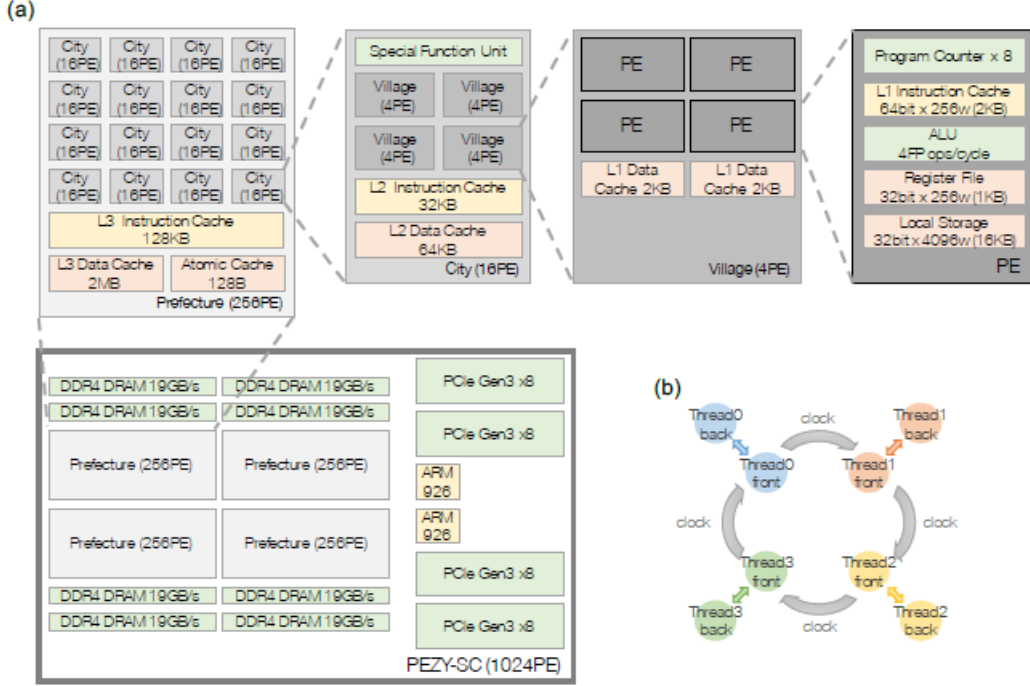 (a)
City
(16PE)
City
(16PE)
City
(16PE)
City
(16PE)
City
(16PE)
City
(16PE)
City
(16PE)
City
(16PE)
City
(16PE)
City
(16PE)
City
(16PE)
City
(16PE)
City
(16PE)
City
(16PE)
City
(16PE)
City
(16PE)
L3 Instruction Cache
128KB
L3 Data Cache
2MB
Atomic Cache
128B
Prefecture (256PE)
Special Function Unit
Village
(4PE)
Village
(4PE)
Village
(4PE)
Village
(4PE)
L2 Instruction Cache
32KB
L2 Data Cache
64KB
City (16PE)
PE
PE
PE
PE
L1 Data
Cache 2KB
L1 Data
Cache 2KB
Village (4PE)
Program Counter x 8
L1 Instruction Cache
64bit x 256w (2KB)
ALU
4FP ops/cycle
Register File
32bit x 256w (1KB)
Local Storage
32bit x 4096w (16KB)
PE
DDR4 DRAM 19GB/s
DDR4 DRAM 19GB/s
DDR4 DRAM 19GB/s
DDR4 DRAM 19GB/s
Prefecture (256PE)
Prefecture (256PE)
Prefecture (256PE)
Prefecture (256PE)
DDR4 DRAM 19GB/s
DDR4 DRAM 19GB/s
DDR4 DRAM 19GB/s
DDR4 DRAM 19GB/s
PCIe Gen3 x8
PCIe Gen3 x8
ARM
926
ARM
926
PCIe Gen3 x8
PCIe Gen3 x8
PEZY-SC (1024PE)
(b)
Thread0
back
clock
Thread1
back
Thread0
front
Thread1
front
clock
clock
Thread3
front
Thread2
front
Thread3
back
clock
Thread2
back